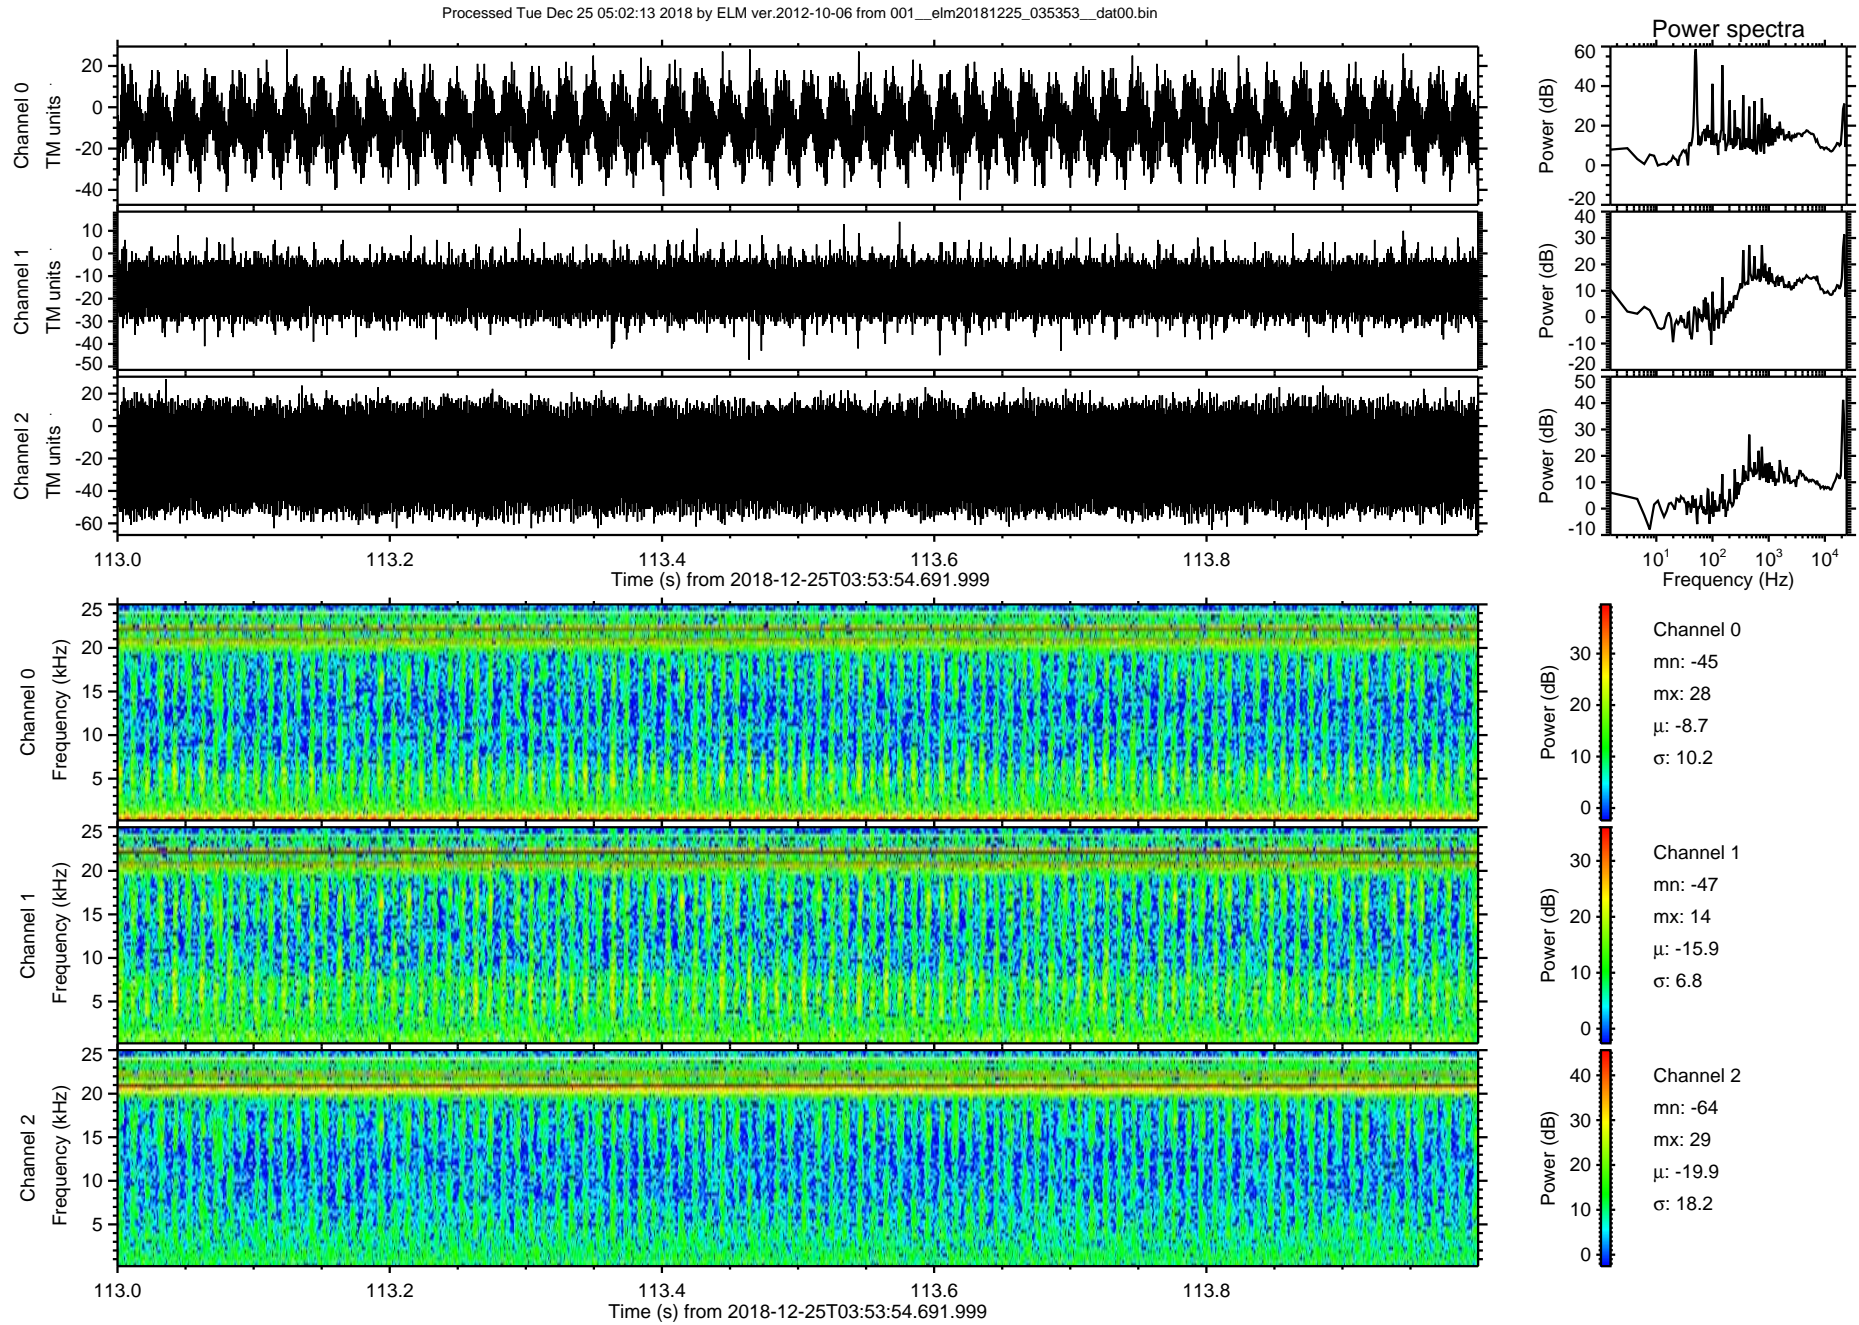 Processed Tue Dec 25 05:02:13 2018 by ELM ver.2012-10-06 from 001__elm20181225_035353__dat00.bin
Power spectra
Channel 0
TM units
20
0
-20
-40
Power (dB)
60
40
20
0
-20
Channel 1
TM units
10
0
-10
-20
-30
-40
-50
Power (dB)
40
30
20
10
0
-10
-20
Channel 2
TM units
20
0
-20
-40
-60
Power (dB)
50
40
30
20
10
0
-10
113.0 113.2 113.4 113.6 113.8
Time (s) from 2018-12-25T03:53:54.691.999
10^1 10^2 10^3 10^4
Frequency (Hz)
Channel 0
Frequency (kHz)
25
20
15
10
5
Power (dB)
30
20
10
0
Channel 0
mn: -45
mx: 28
μ: -8.7
σ: 10.2
Channel 1
Frequency (kHz)
25
20
15
10
5
Power (dB)
30
20
10
0
Channel 1
mn: -47
mx: 14
μ: -15.9
σ: 6.8
Channel 2
Frequency (kHz)
25
20
15
10
5
Power (dB)
40
30
20
10
0
Channel 2
mn: -64
mx: 29
μ: -19.9
σ: 18.2
113.0 113.2 113.4 113.6 113.8
Time (s) from 2018-12-25T03:53:54.691.999